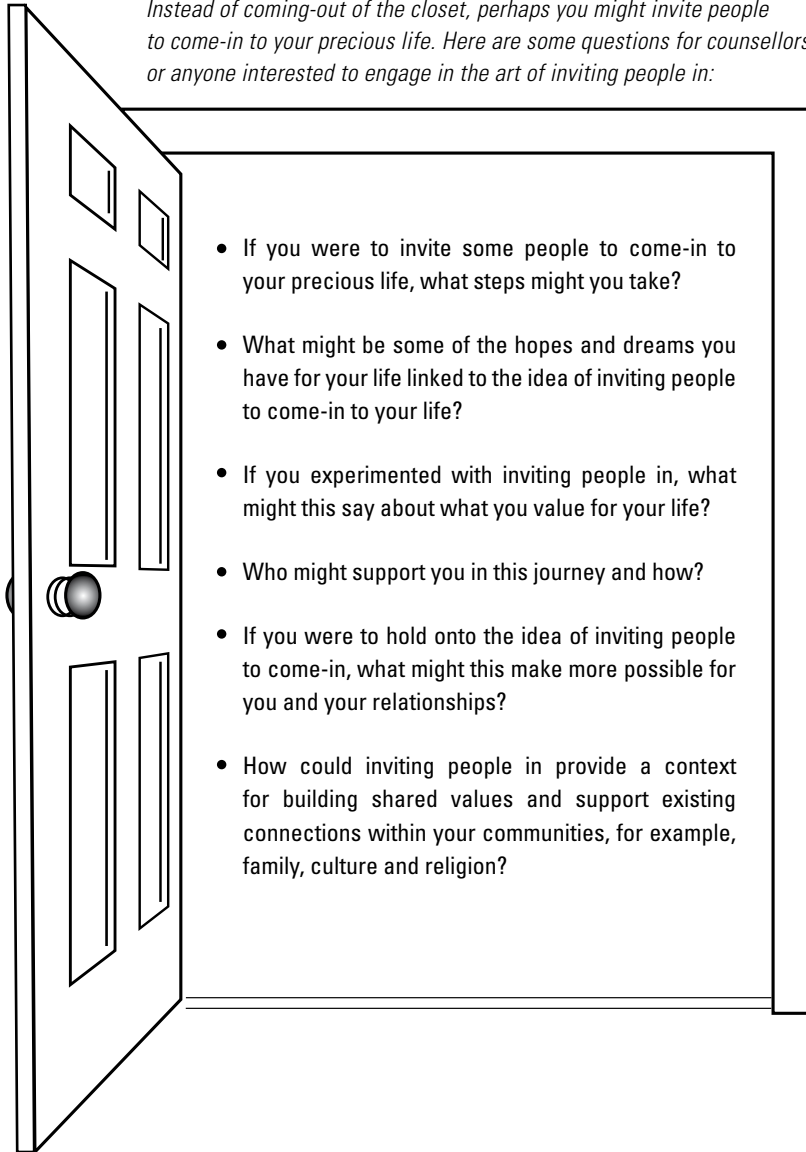 Instead of coming-out of the closet, perhaps you might invite people
to come-in to your precious life. Here are some questions for counsellors
or anyone interested to engage in the art of inviting people in:
• If you were to invite some people to come-in to
your precious life, what steps might you take?
• What might be some of the hopes and dreams you
have for your life linked to the idea of inviting people
to come-in to your life?
• If you experimented with inviting people in, what
might this say about what you value for your life?
• Who might support you in this journey and how?
• If you were to hold onto the idea of inviting people
to come-in, what might this make more possible for
you and your relationships?
• How could inviting people in provide a context
for building shared values and support existing
connections within your communities, for example,
family, culture and religion?